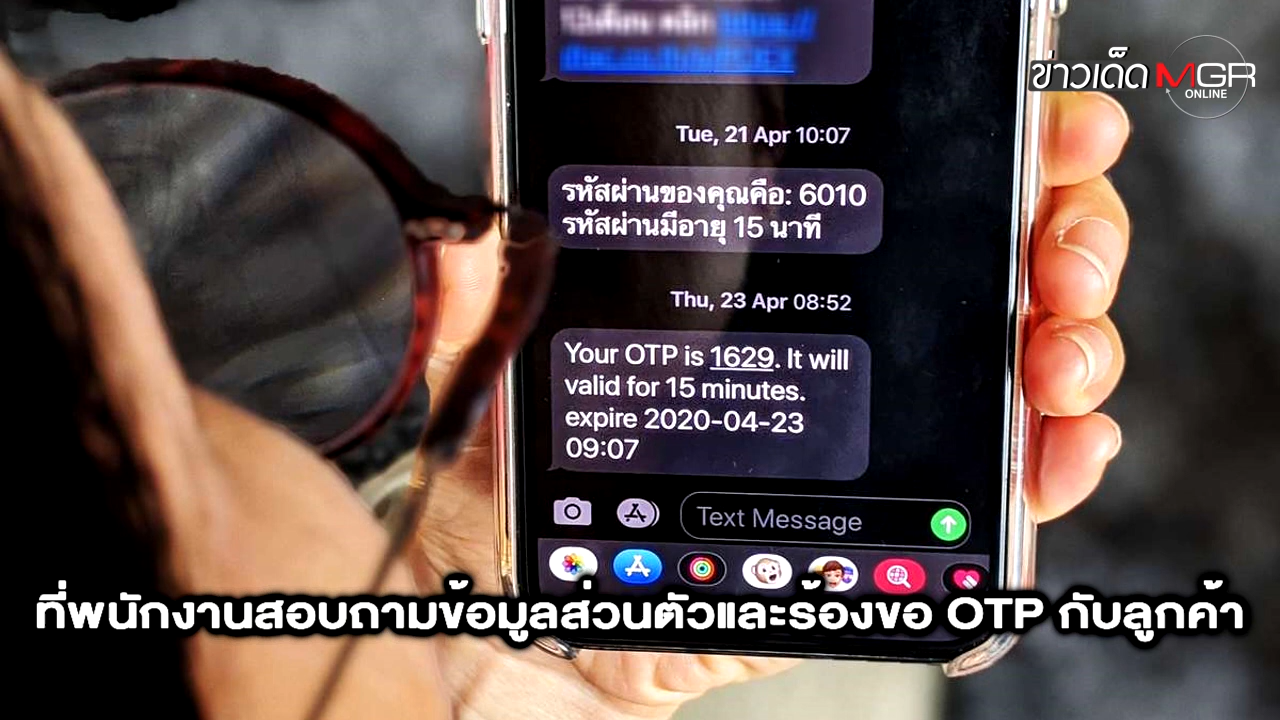 ข่าวเด็ด MGR
ONLINE
Tue, 21 Apr 10:07
รหัสผ่านของคุณคือ: 6010
รหัสผ่านมีอายุ 15 นาที
Thu, 23 Apr 08:52
Your OTP is 1629. It will
valid for 15 minutes.
expire 2020-04-23
09:07
Text Message
ที่พนักงานสอบถามข้อมูลส่วนตัวและร้องขอ OTP กับลูกค้า